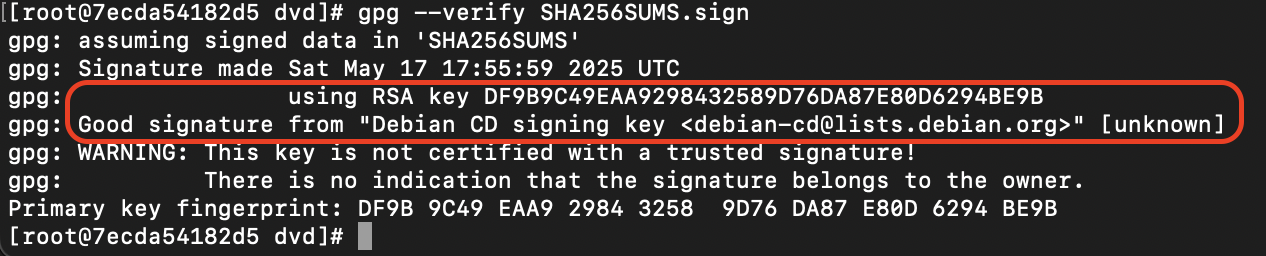 [[root@7ecda54182d5 dvd]# gpg --verify SHA256SUMS.sign
gpg: assuming signed data in 'SHA256SUMS'
gpg: Signature made Sat May 17 17:55:59 2025 UTC
gpg:                using RSA key DF9B9C49EAA9298432589D76DA87E80D6294BE9B
gpg: Good signature from "Debian CD signing key <debian-cd@lists.debian.org>" [unknown]
gpg: WARNING: This key is not certified with a trusted signature!
gpg:          There is no indication that the signature belongs to the owner.
Primary key fingerprint: DF9B 9C49 EAA9 2984 3258  9D76 DA87 E80D 6294 BE9B
[root@7ecda54182d5 dvd]#